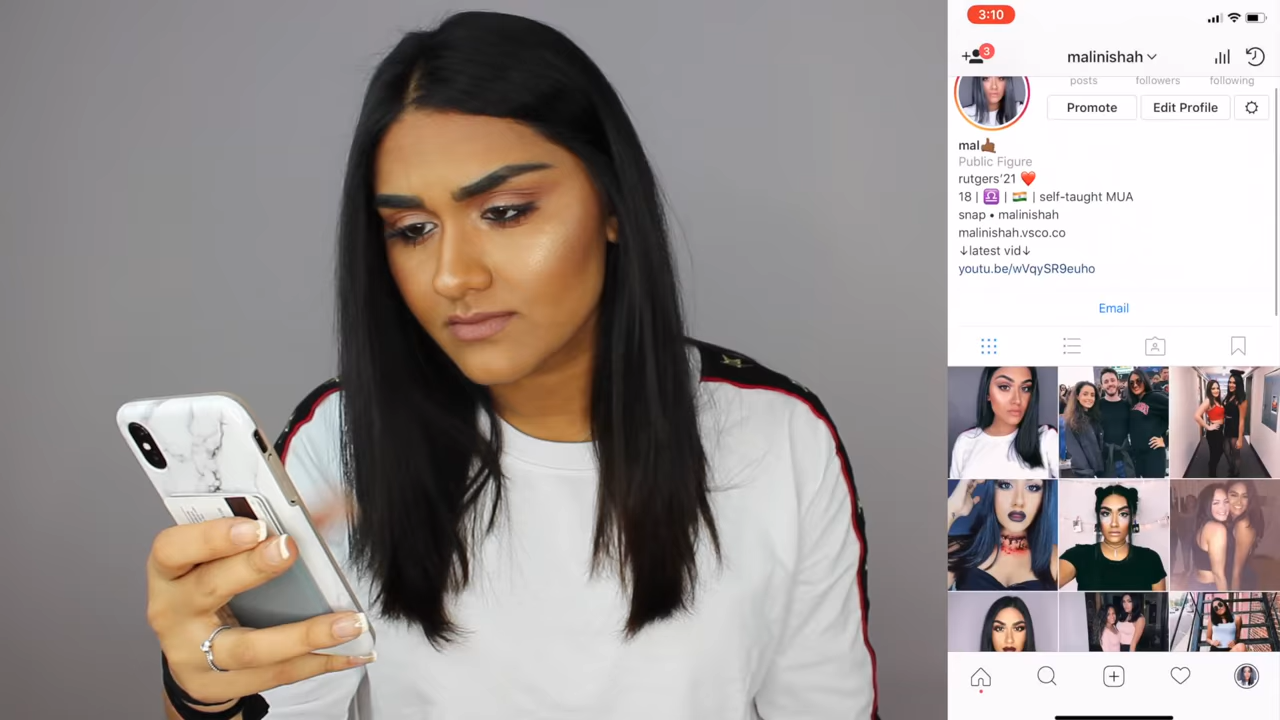 3:10
3
malinishah
posts followers following
Promote Edit Profile
mal🤙🏾
Public Figure
rutgers'21 ❤️
18 | ♎ | 🇮🇳 | self-taught MUA
snap • malinishah
malinishah.vsco.co
↓latest vid↓
youtu.be/wVqySR9euho
Email